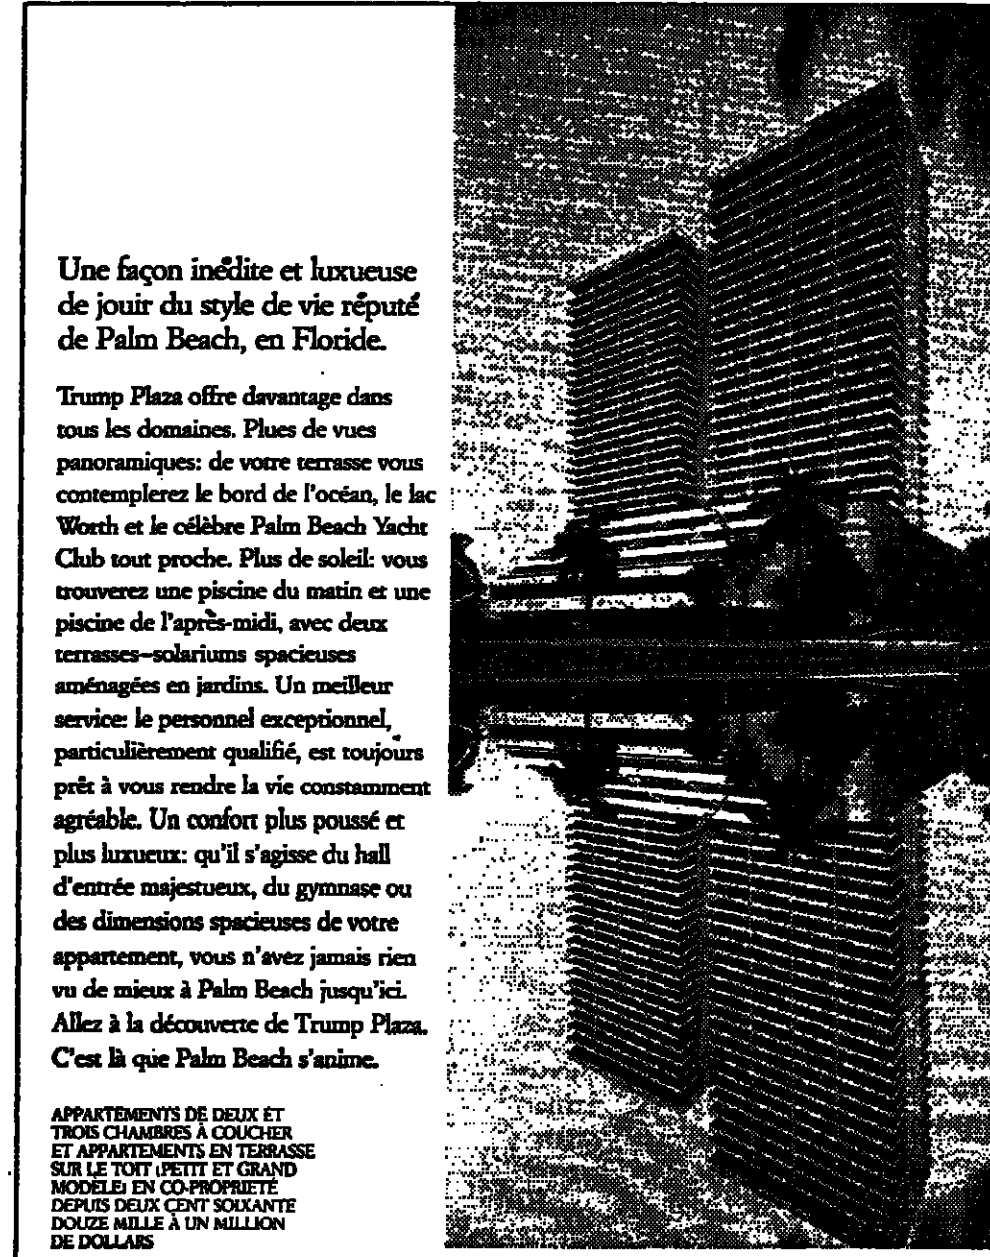 Une façon inédite et luxueuse
de jouir du style de vie réputé
de Palm Beach, en Floride.
Trump Plaza offre davantage dans
tous les domaines. Plues de vues
panoramiques: de votre terrasse vous
contemplerez le bord de l'océan, le lac
Worth et le célèbre Palm Beach Yacht
Club tout proche. Plus de soleil: vous
trouverez une piscine du matin et une
piscine de l'après-midi, avec deux
terrasses–solariums spacieuses
aménagées en jardins. Un meilleur
service: le personnel exceptionnel,
particulièrement qualifié, est toujours
prêt à vous rendre la vie constamment
agréable. Un confort plus poussé et
plus luxueux: qu'il s'agisse du hall
d'entrée majestueux, du gymnase ou
des dimensions spacieuses de votre
appartement, vous n'avez jamais rien
vu de mieux à Palm Beach jusqu'ici.
Allez à la découverte de Trump Plaza.
C'est là que Palm Beach s'anime.
APPARTEMENTS DE DEUX ET
TROIS CHAMBRES À COUCHER
ET APPARTEMENTS EN TERRASSE
SUR LE TOIT (PETIT ET GRAND
MODÈLE) EN CO-PROPRIETÉ
DEPUIS DEUX CENT SOIXANTE
DOUZE MILLE À UN MILLION
DE DOLLARS